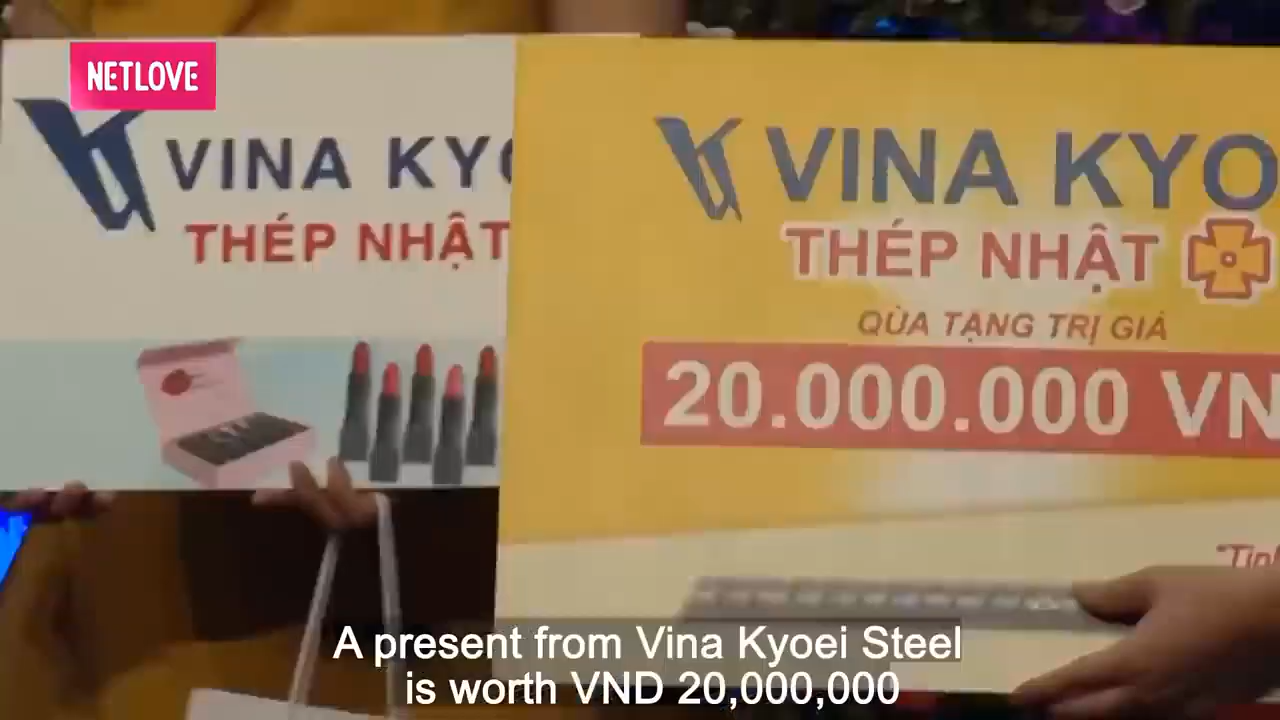 NETLOVE
VINA KYO
THÉP NHẬT
VINA KYO
THÉP NHẬT
QÙA TẶNG TRỊ GIÁ
20.000.000 VN
A present from Vina Kyoei Steel
is worth VND 20,000,000